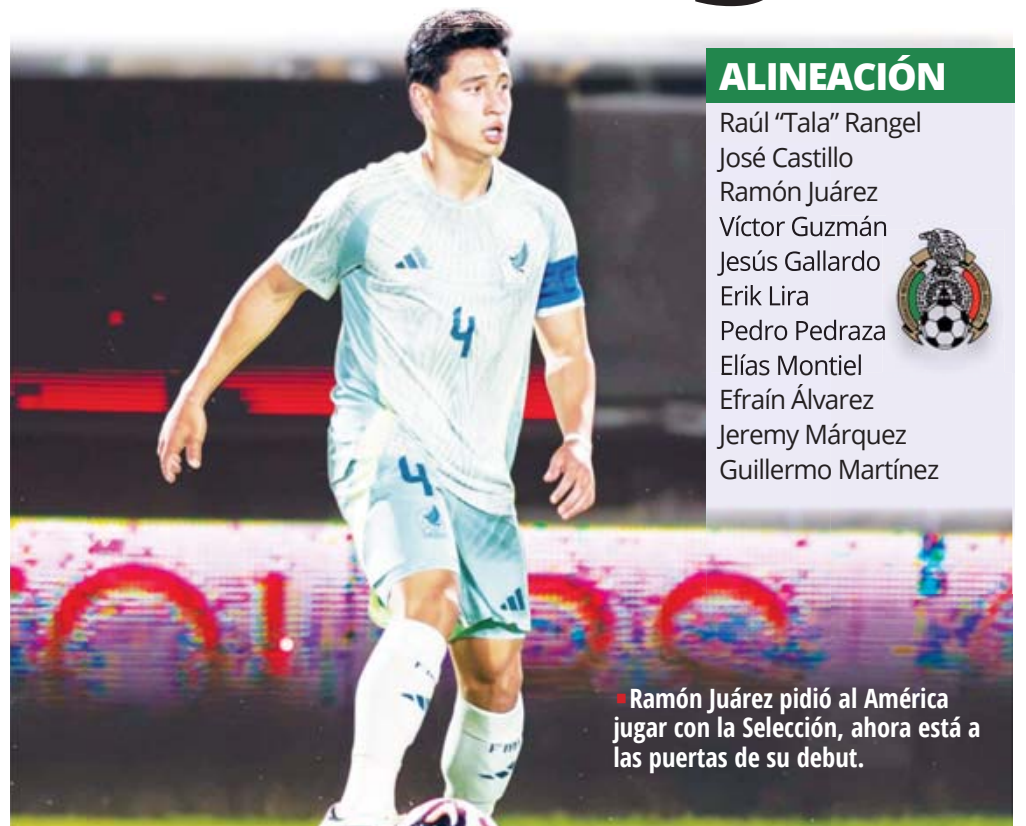 ALINEACIÓN
Raúl “Tala” Rangel
José Castillo
Ramón Juárez
Víctor Guzmán
Jesús Gallardo
Erik Lira
Pedro Pedraza
Elías Montiel
Efraín Álvarez
Jeremy Márquez
Guillermo Martínez
4
4
Ramón Juárez pidió al América
jugar con la Selección, ahora está a
las puertas de su debut.